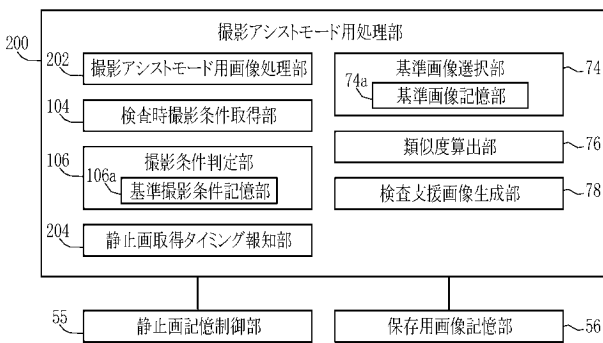 撮影アシストモード用処理部
200
202
撮影アシストモード用画像処理部
104
検査時撮影条件取得部
106
撮影条件判定部
106a
基準撮影条件記憶部
204
静止画取得タイミング報知部
基準画像選択部
74
74a
基準画像記憶部
類似度算出部
76
検査支援画像生成部
78
55
静止画記憶制御部
保存用画像記憶部
56